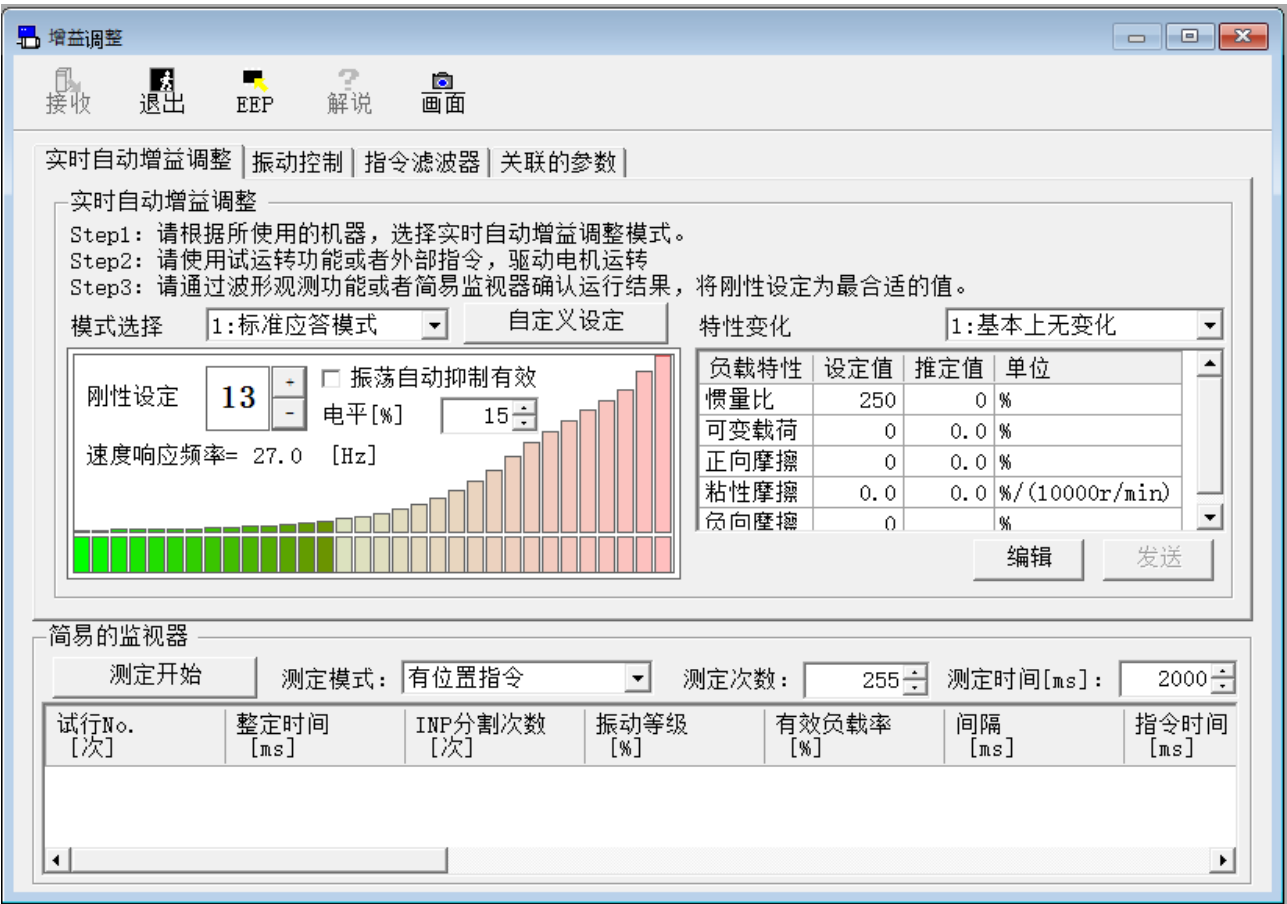 增益调整
接收 退出 EEP 解说 画面
实时自动增益调整 振动控制 指令滤波器 关联的参数
实时自动增益调整
Step1: 请根据所使用的机器, 选择实时自动增益调整模式。
Step2: 请使用试运转功能或者外部指令, 驱动电机运转
Step3: 请通过波形观测功能或者简易监视器确认运行结果, 将刚性设定为最合适的值。
模式选择 1:标准应答模式 自定义设定 特性变化 1:基本上无变化
刚性设定 13 + - 振荡自动抑制有效
电平[%] 15
速度响应频率= 27.0 [Hz]
负载特性 设定值 推定值 单位
惯量比 250 0 %
可变载荷 0 0.0 %
正向摩擦 0 0.0 %
粘性摩擦 0.0 0.0 %/(10000r/min)
负向摩擦 0 %
编辑 发送
简易的监视器
测定开始 测定模式: 有位置指令 测定次数: 255 测定时间[ms]: 2000
试行No. 整定时间 INP分割次数 振动等级 有效负载率 间隔 指令时间
[次] [ms] [次] [%] [%] [ms] [ms]